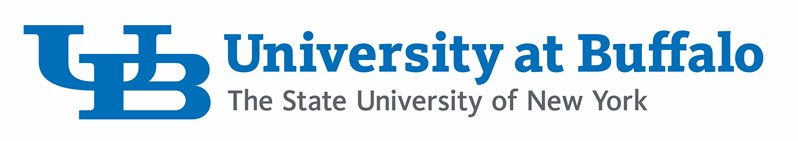 UB University at Buffalo
The State University of New York